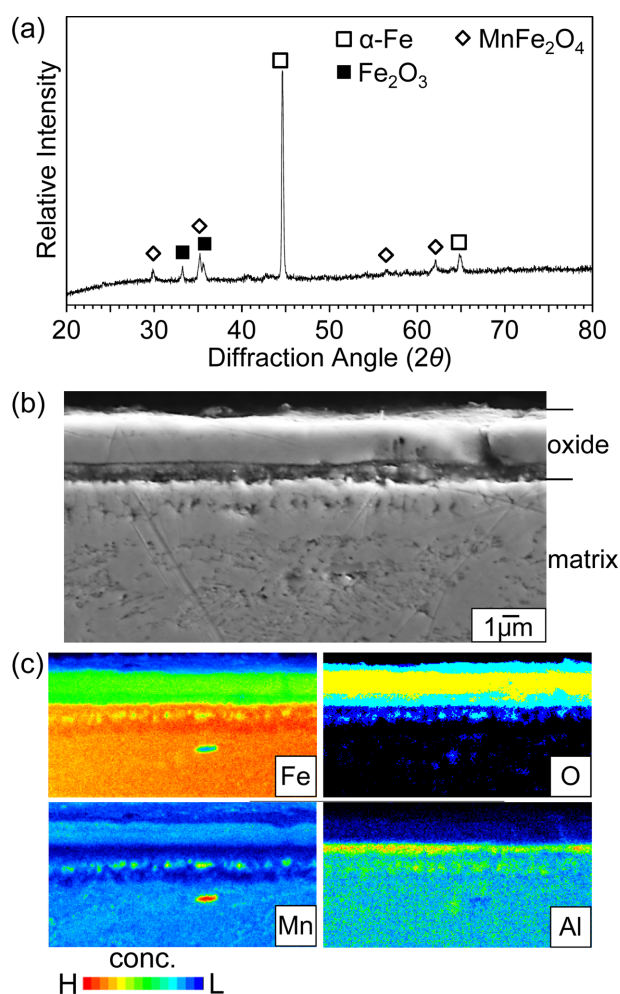 (a)
□ α-Fe ◇ MnFe₂O₄
■ Fe₂O₃
Relative Intensity
20 30 40 50 60 70 80
Diffraction Angle (2θ)
(b)
oxide
matrix
1μm
(c)
Fe
O
Mn
Al
conc.
H L